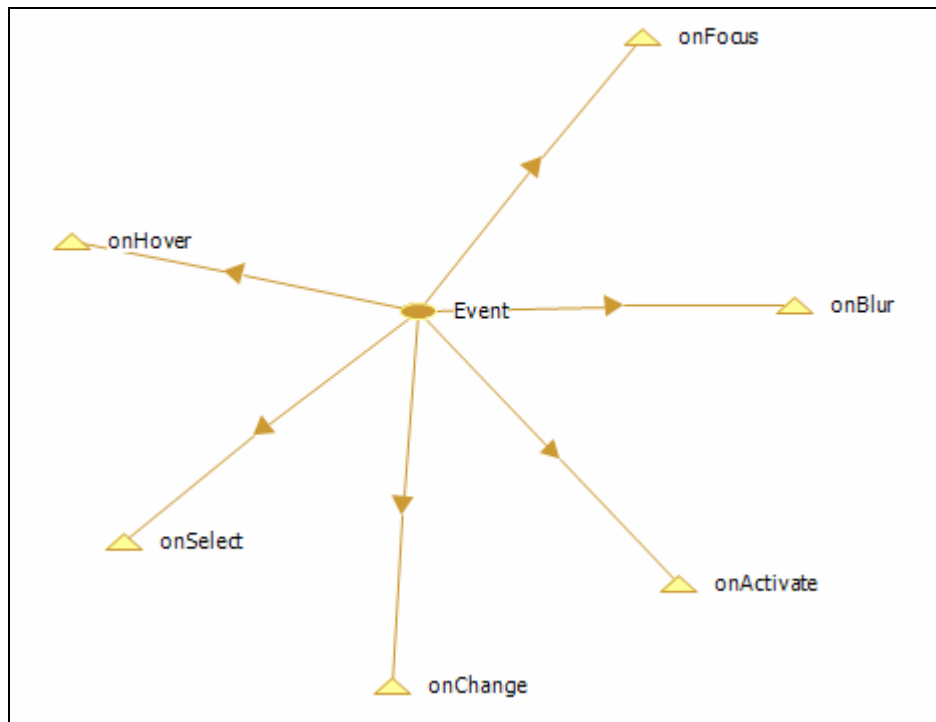 onFocus
onHover
Event
onBlur
onSelect
onActivate
onChange